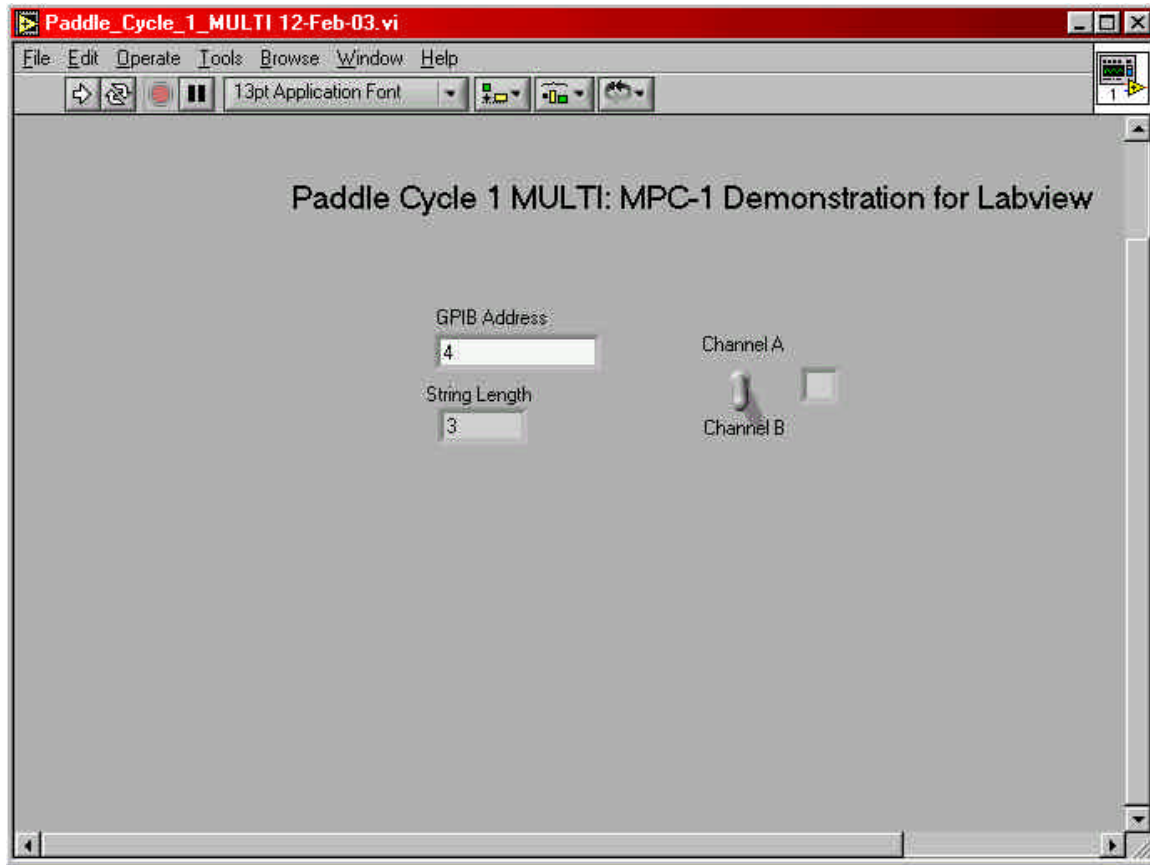 Paddle_Cycle_1_MULTI 12-Feb-03.vi
File Edit Operate Tools Browse Window Help
13pt Application Font
1
Paddle Cycle 1 MULTI: MPC-1 Demonstration for Labview
GPIB Address
4
Channel A
String Length
3
Channel B